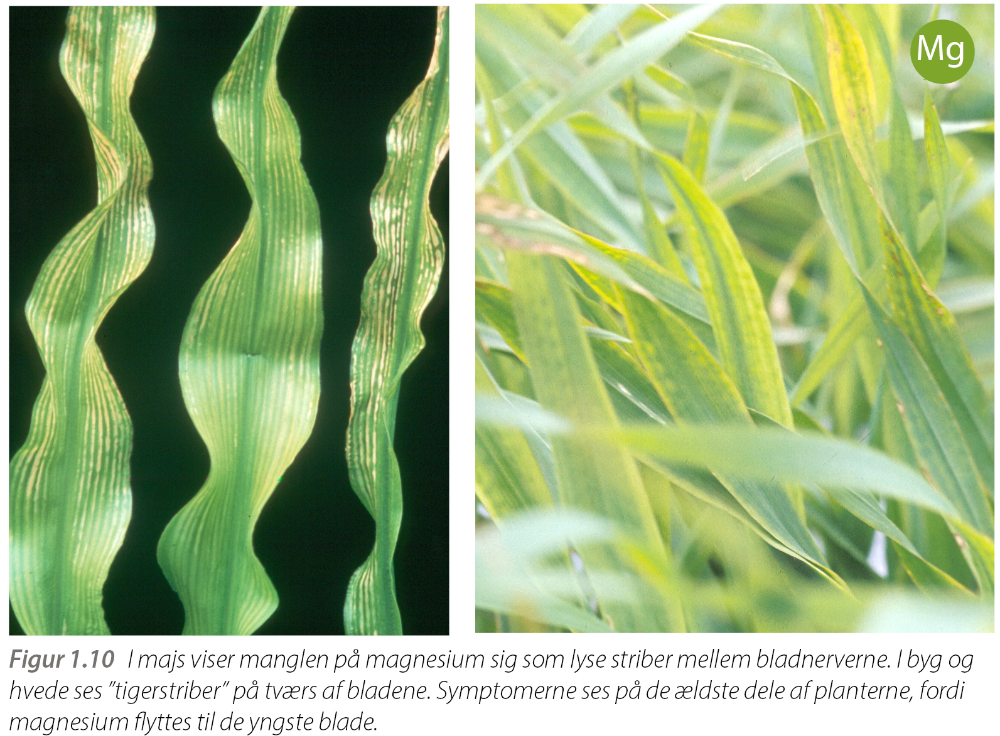 Mg
Figur 1.10 I majs viser manglen på magnesium sig som lyse striber mellem bladnerverne. I byg og
hvede ses ”tigerstriber” på tværs af bladene. Symptomerne ses på de ældste dele af planterne, fordi
magnesium flyttes til de yngste blade.